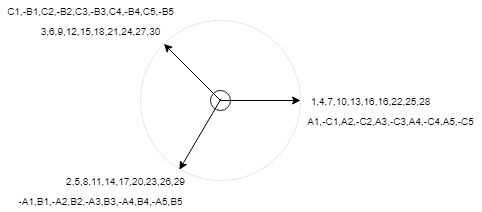 C1,-B1,C2,-B2,C3,-B3,C4,-B4,C5,-B5
3,6,9,12,15,18,21,24,27,30
1,4,7,10,13,16,16,22,25,28
A1,-C1,A2,-C2,A3,-C3,A4,-C4,A5,-C5
2,5,8,11,14,17,20,23,26,29
-A1,B1,-A2,B2,-A3,B3,-A4,B4,-A5,B5